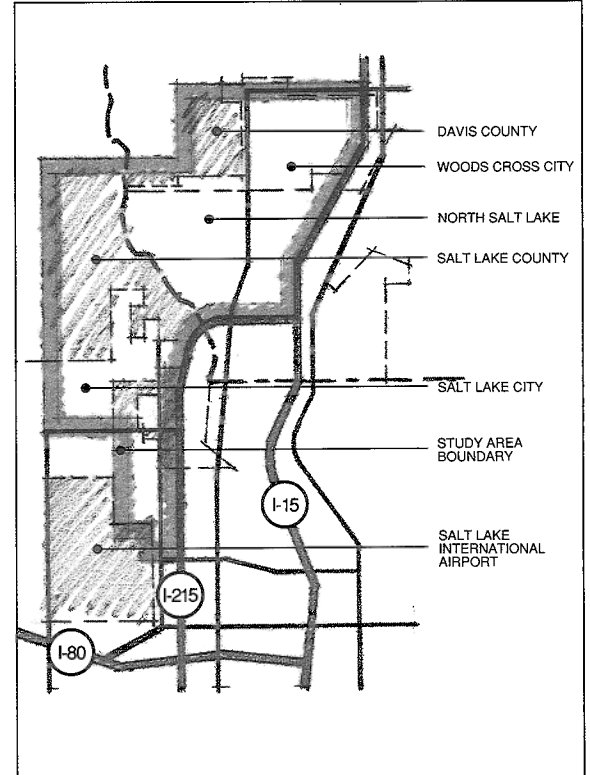 DAVIS COUNTY
WOODS CROSS CITY
NORTH SALT LAKE
SALT LAKE COUNTY
SALT LAKE CITY
STUDY AREA
BOUNDARY
I-15
SALT LAKE
INTERNATIONAL
AIRPORT
I-215
I-80